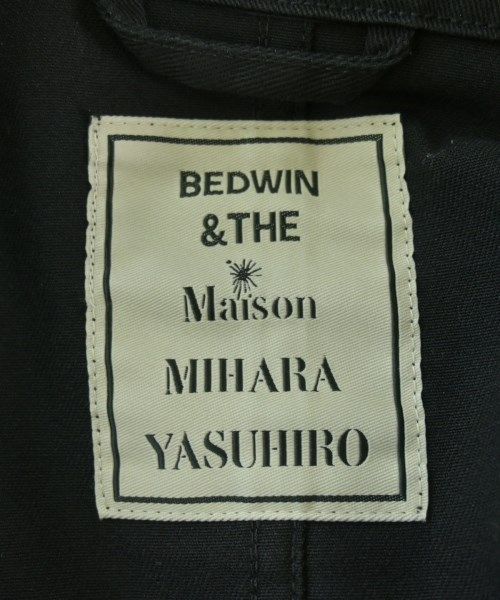 BEDWIN
&THE
Maison
MIHARA
YASUHIRO